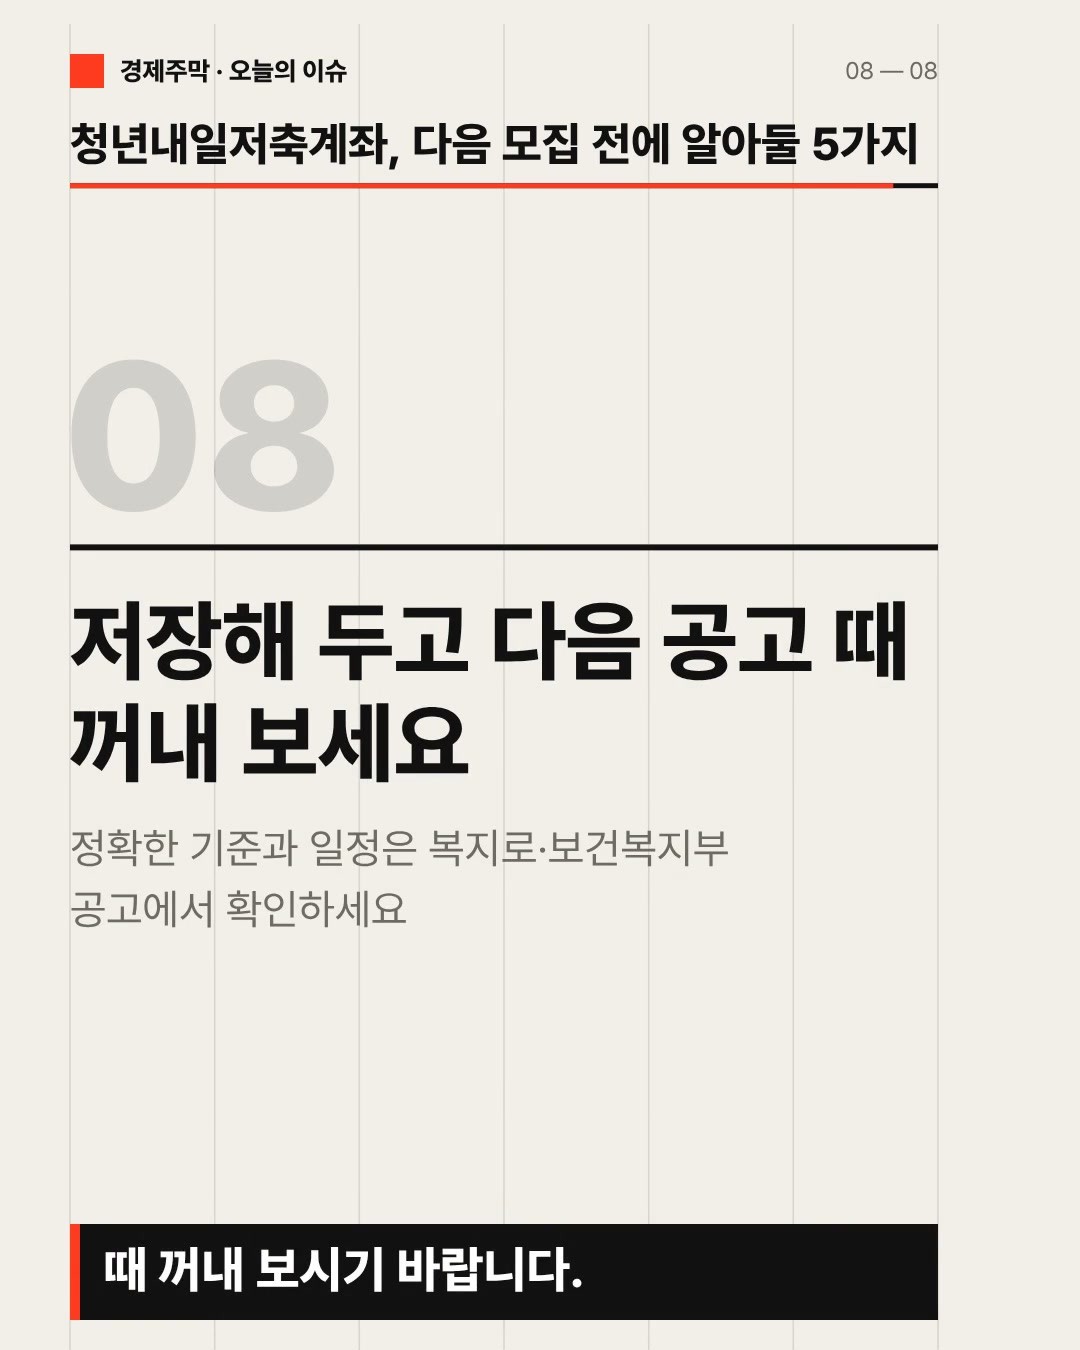 경제주막 · 오늘의 이슈
08 — 08
청년내일저축계좌, 다음 모집 전에 알아둘 5가지
08
저장해 두고 다음 공고 때
꺼내 보세요
정확한 기준과 일정은 복지로·보건복지부
공고에서 확인하세요
때 꺼내 보시기 바랍니다.